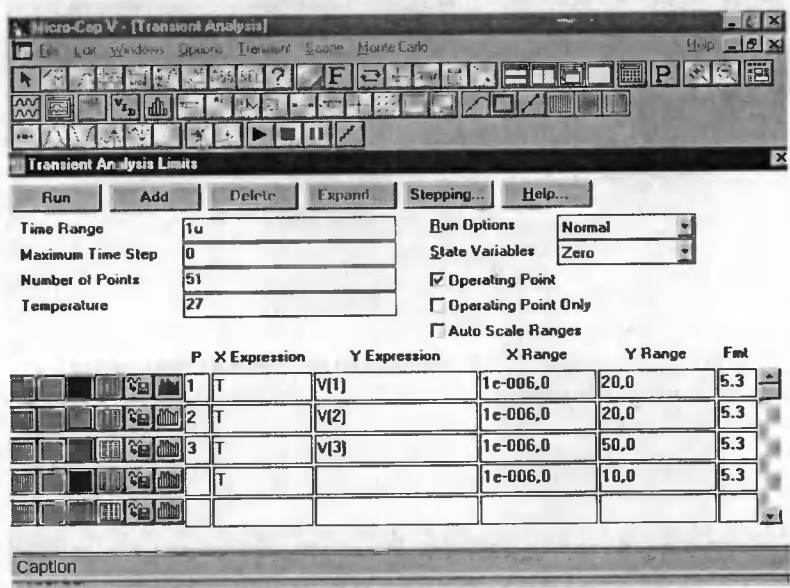 Micro-Cap V - [Transient Analysis]
File Edit Windows Options Transient Scope Monte Carlo Help
? F P
Transient Analysis Limits
Run Add Delete Expand... Stepping... Help...
Time Range 1u Run Options Normal
Maximum Time Step 0 State Variables Zero
Number of Points 51 Operating Point
Temperature 27 Operating Point Only
Auto Scale Ranges
P X Expression Y Expression X Range Y Range Fmt
1 T V(1) 1e-006,0 20,0 5.3
2 T V(2) 1e-006,0 20,0 5.3
3 T V(3) 1e-006,0 50,0 5.3
T 1e-006,0 10,0 5.3
Caption